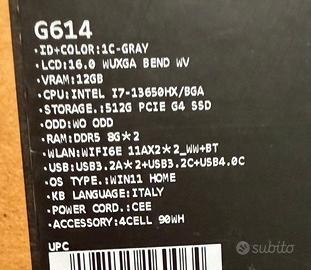 G614
·ID+COLOR:1C-GRAY
·LCD:16.0 WUXGA BEND WV
·VRAM:12GB
·CPU:INTEL I7-13650HX/BGA
·STORAGE.:512G PCIE G4 SSD
·ODD:WO ODD
·RAM:DDR5 8G*2
·WLAN:WIFI6E 11AX2*2_WW+BT
·USB:USB3.2A*2+USB3.2C+USB4.0C
·OS TYPE.:WIN11 HOME
·KB LANGUAGE:ITALY
·POWER CORD.:CEE
·ACCESSORY:4CELL 90WH
UPC
subito